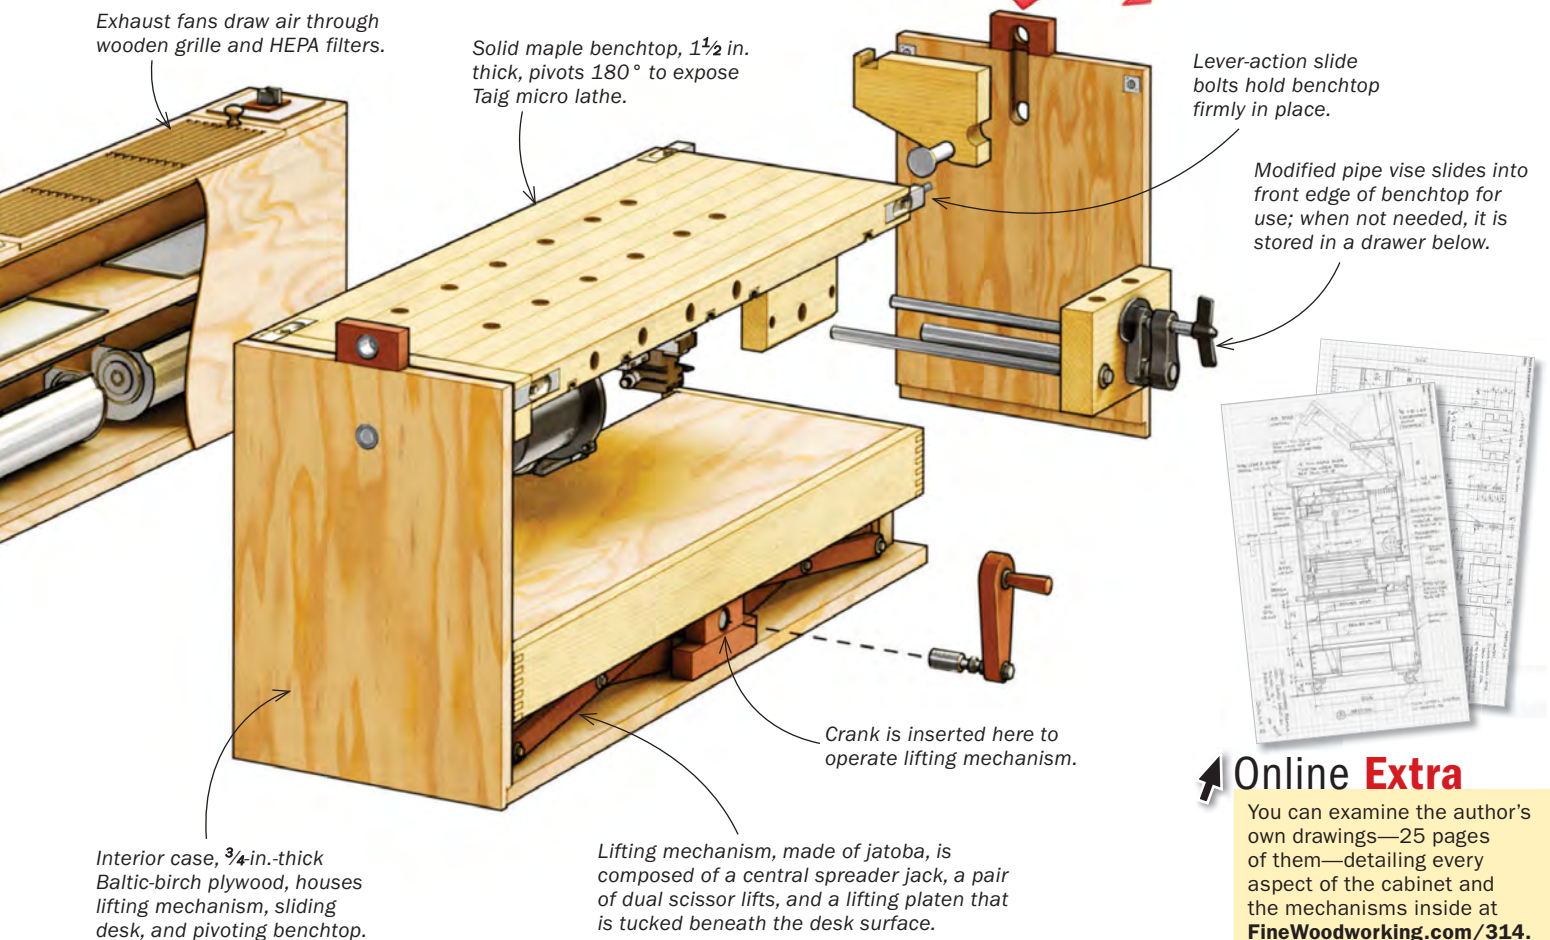 Exhaust fans draw air through
wooden grille and HEPA filters.
Solid maple benchtop, 1½ in.
thick, pivots 180° to expose
Taig micro lathe.
Lever-action slide
bolts hold benchtop
firmly in place.
Modified pipe vise slides into
front edge of benchtop for
use; when not needed, it is
stored in a drawer below.
Crank is inserted here to
operate lifting mechanism.
Interior case, ¾-in.-thick
Baltic-birch plywood, houses
lifting mechanism, sliding
desk, and pivoting benchtop.
Lifting mechanism, made of jatoba, is
composed of a central spreader jack, a pair
of dual scissor lifts, and a lifting platen that
is tucked beneath the desk surface.
Online Extra
You can examine the author's
own drawings—25 pages
of them—detailing every
aspect of the cabinet and
the mechanisms inside at
FineWoodworking.com/314.